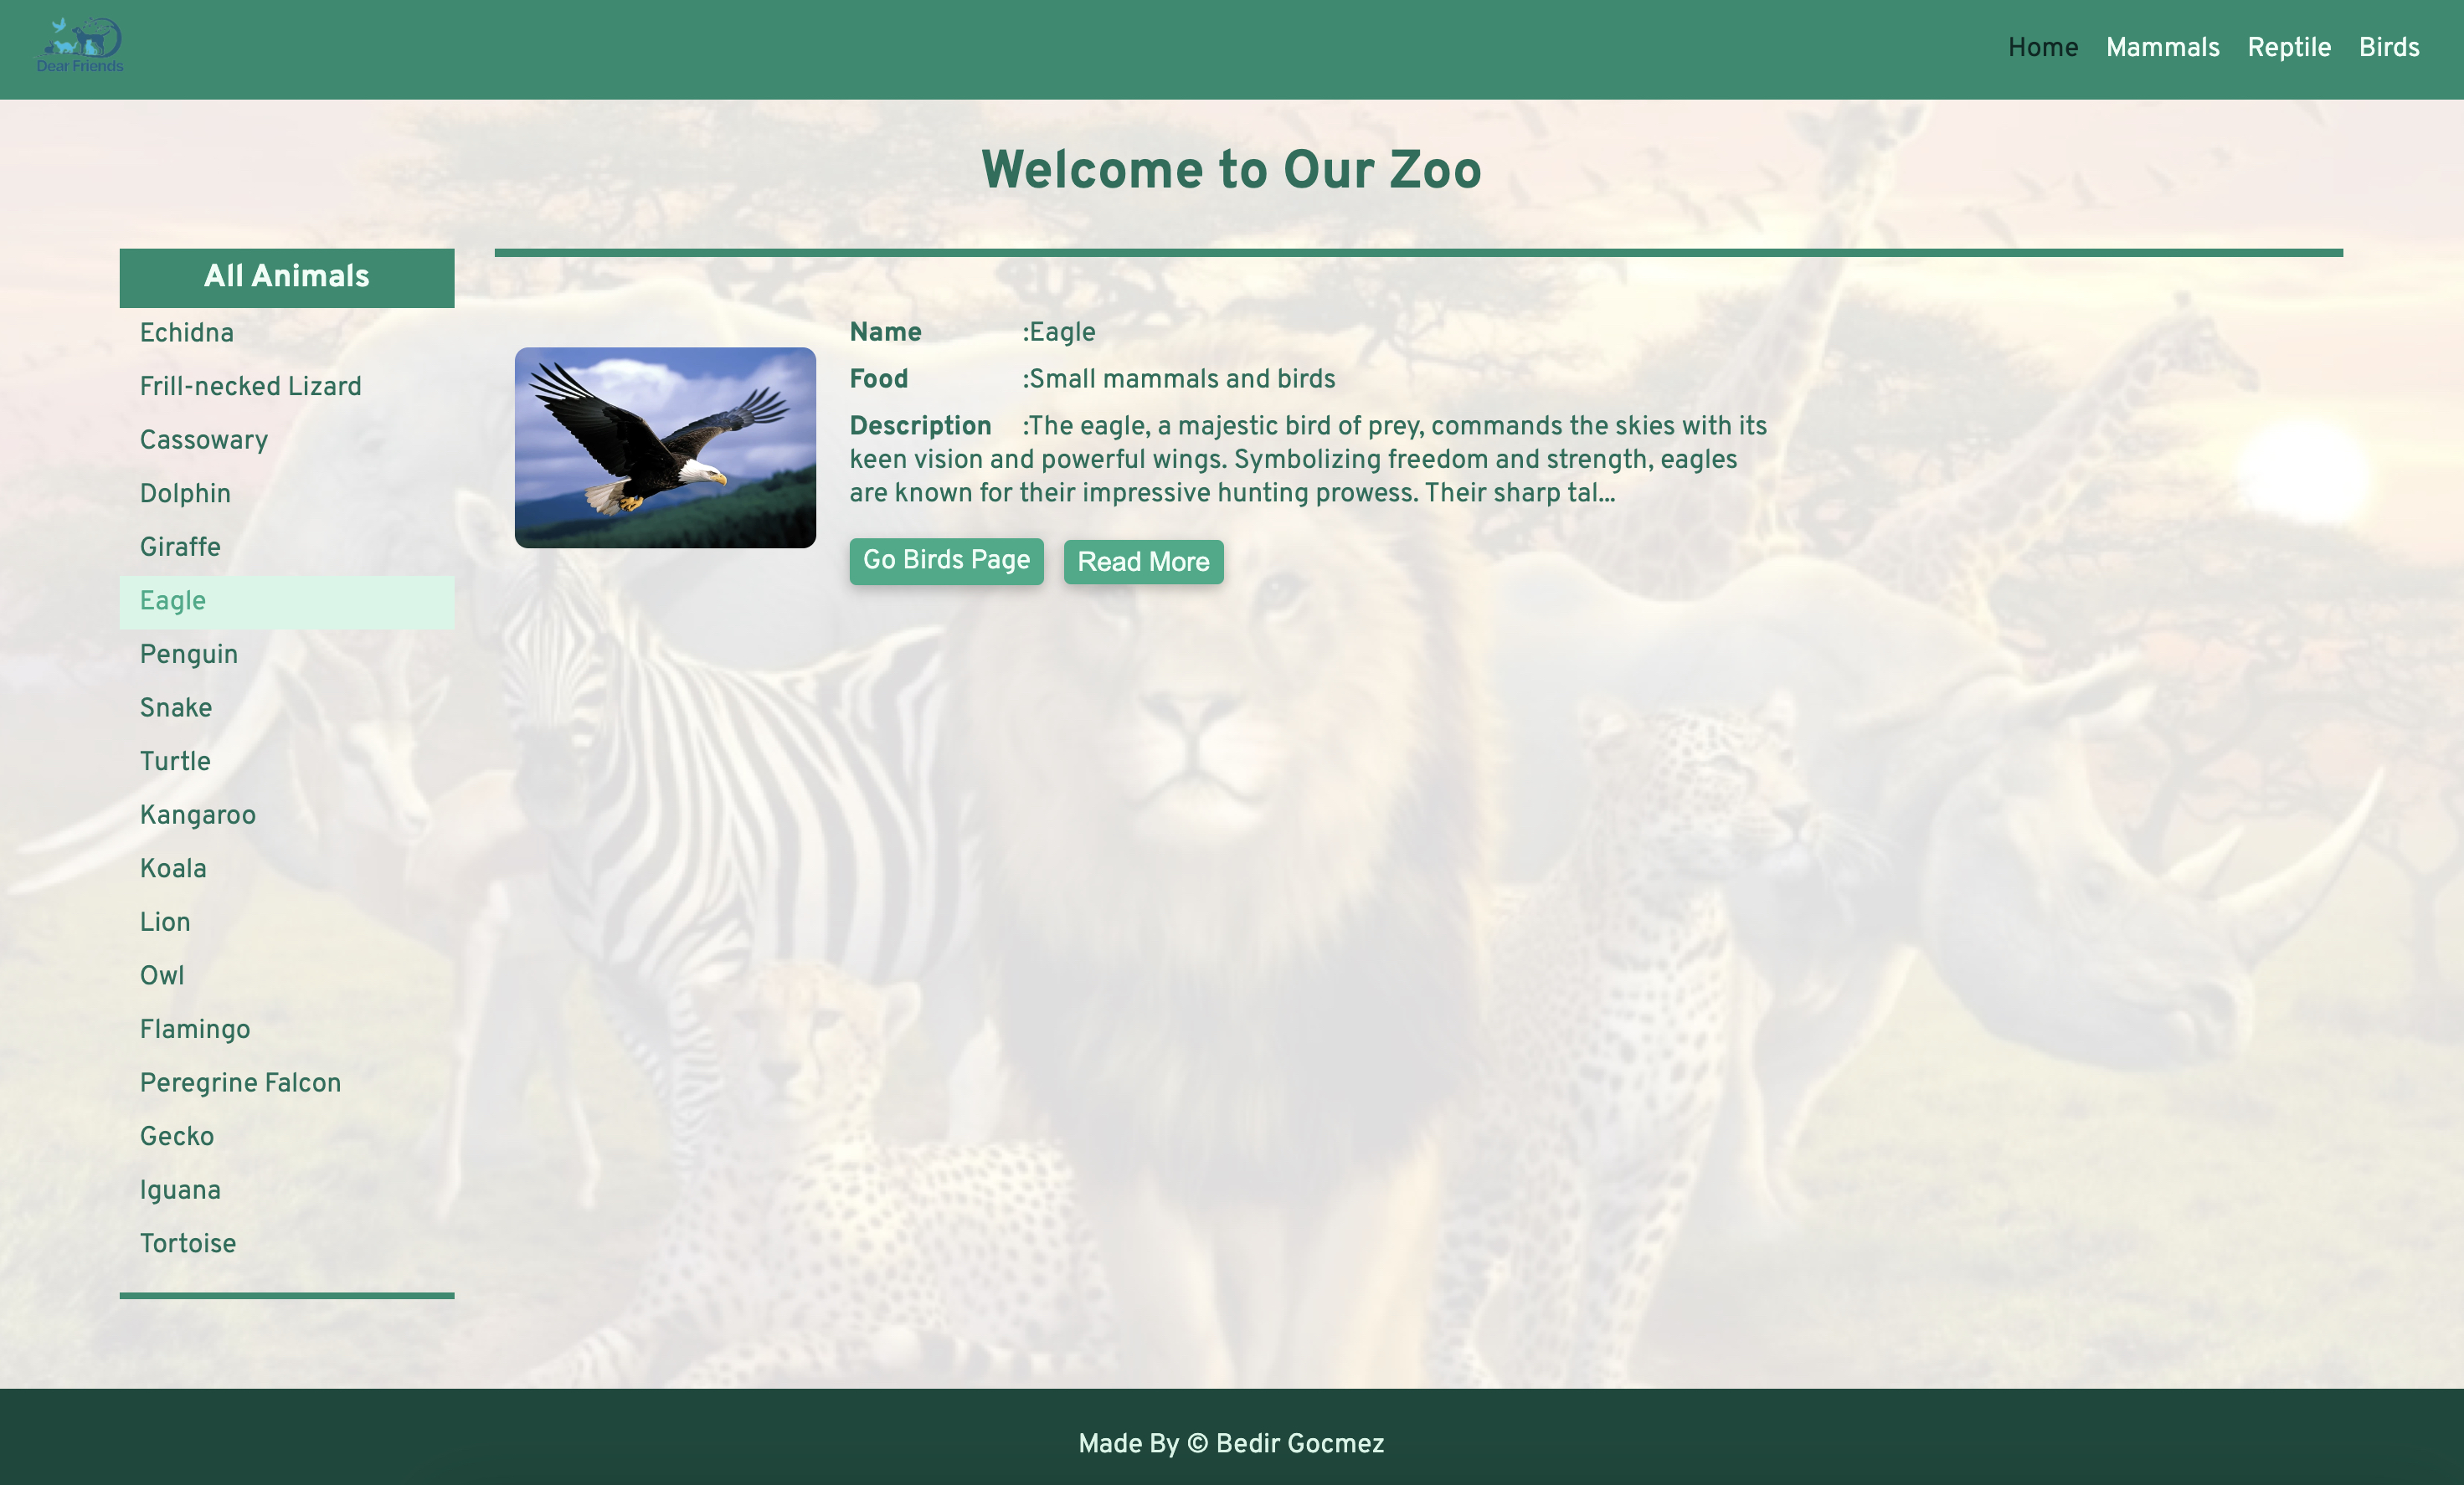 Dear Friends
Home Mammals Reptile Birds
Welcome to Our Zoo
All Animals
Echidna
Frill-necked Lizard
Cassowary
Dolphin
Giraffe
Eagle
Penguin
Snake
Turtle
Kangaroo
Koala
Lion
Owl
Flamingo
Peregrine Falcon
Gecko
Iguana
Tortoise
Name :Eagle
Food :Small mammals and birds
Description :The eagle, a majestic bird of prey, commands the skies with its
keen vision and powerful wings. Symbolizing freedom and strength, eagles
are known for their impressive hunting prowess. Their sharp tal...
Go Birds Page Read More
Made By © Bedir Gocmez